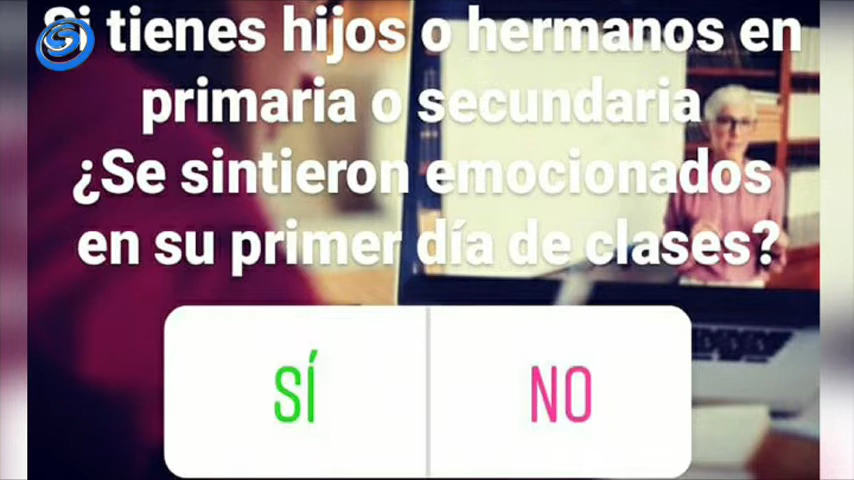 Si tienes hijos o hermanos en
primaria o secundaria
¿Se sintieron emocionados
en su primer día de clases?
SÍ
NO